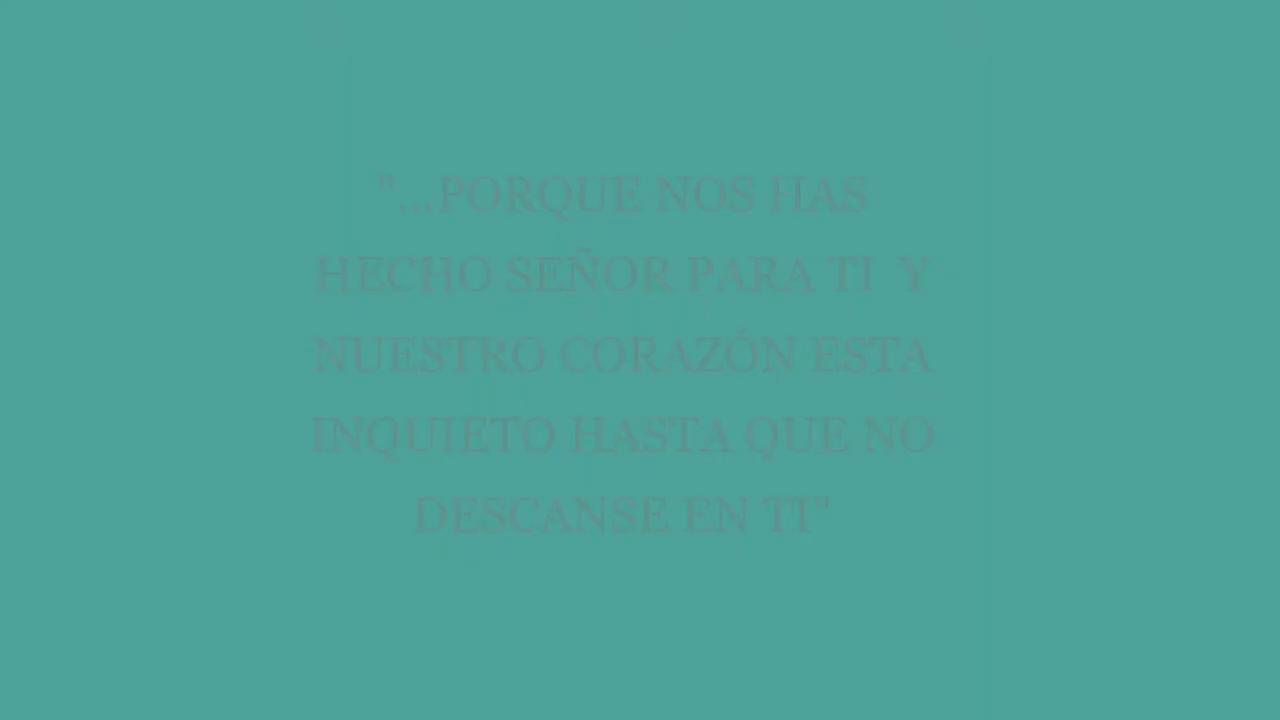 "...PORQUE NOS HAS
HECHO SEÑOR PARA TI  Y
NUESTRO CORAZÓN ESTA
INQUIETO HASTA QUE NO
DESCANSE EN TI"